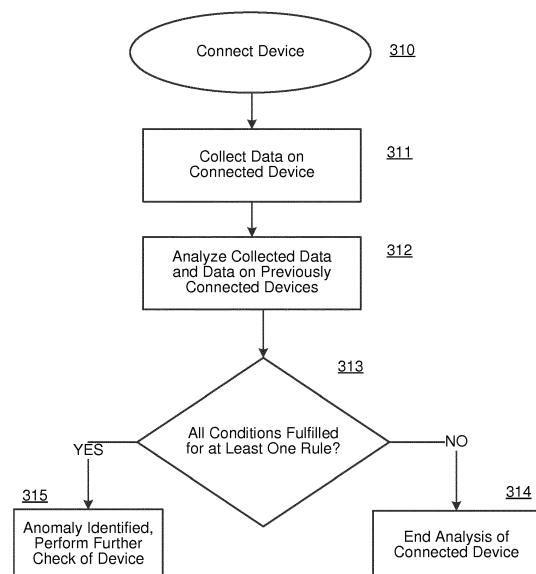 Connect Device
310
Collect Data on
Connected Device
311
Analyze Collected Data
and Data on Previously
Connected Devices
312
313
All Conditions Fulfilled
for at Least One Rule?
YES
NO
315
Anomaly Identified,
Perform Further
Check of Device
314
End Analysis of
Connected Device